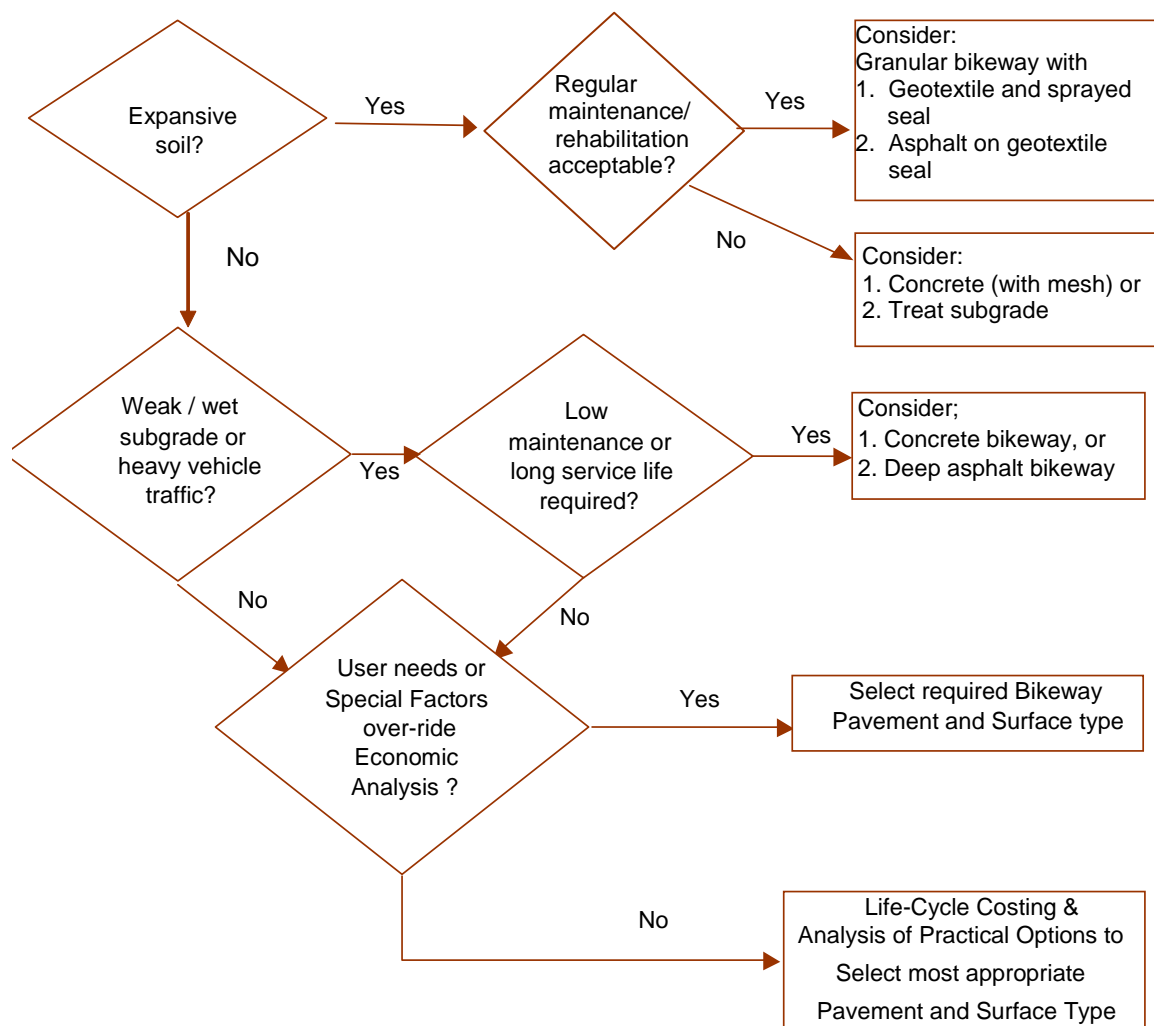 Expansive
soil?
Yes
Regular
maintenance/
rehabilitation
acceptable?
Yes
Consider:
Granular bikeway with
1. Geotextile and sprayed
seal
2. Asphalt on geotextile
seal
No
Consider:
1. Concrete (with mesh) or
2. Treat subgrade
No
Weak / wet
subgrade or
heavy vehicle
traffic?
Yes
Low
maintenance or
long service life
required?
Yes
Consider;
1. Concrete bikeway, or
2. Deep asphalt bikeway
No
No
User needs or
Special Factors
over-ride
Economic
Analysis ?
Yes
Select required Bikeway
Pavement and Surface type
No
Life-Cycle Costing &
Analysis of Practical Options to
Select most appropriate
Pavement and Surface Type